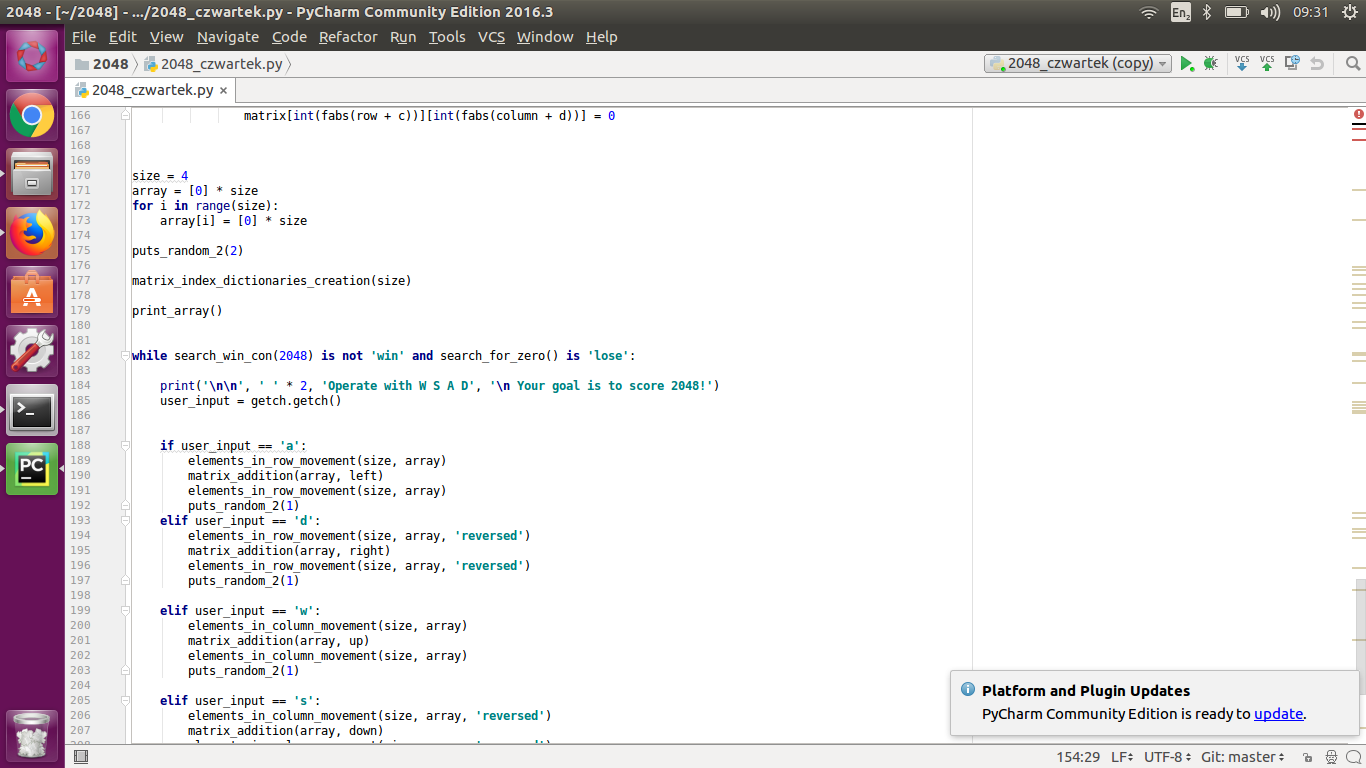 2048 - [~/2048] - .../2048_czwartek.py - PyCharm Community Edition 2016.3
En2
09:31
File Edit View Navigate Code Refactor Run Tools VCS Window Help
2048 2048_czwartek.py
2048_czwartek (copy)
VCS VCS
2048_czwartek.py ×
166 matrix[int(fabs(row + c))][int(fabs(column + d))] = 0
167
168
169
170 size = 4
171 array = [0] * size
172 for i in range(size):
173 array[i] = [0] * size
174
175 puts_random_2(2)
176
177 matrix_index_dictionaries_creation(size)
178
179 print_array()
180
181
182 while search_win_con(2048) is not 'win' and search_for_zero() is 'lose':
183
184 print('\n\n', ' ' * 2, 'Operate with W S A D', '\n Your goal is to score 2048!')
185 user_input = getch.getch()
186
187
188 if user_input == 'a':
189 elements_in_row_movement(size, array)
190 matrix_addition(array, left)
191 elements_in_row_movement(size, array)
192 puts_random_2(1)
193 elif user_input == 'd':
194 elements_in_row_movement(size, array, 'reversed')
195 matrix_addition(array, right)
196 elements_in_row_movement(size, array, 'reversed')
197 puts_random_2(1)
198
199 elif user_input == 'w':
200 elements_in_column_movement(size, array)
201 matrix_addition(array, up)
202 elements_in_column_movement(size, array)
203 puts_random_2(1)
204
205 elif user_input == 's':
206 elements_in_column_movement(size, array, 'reversed')
207 matrix_addition(array, down)
PC
Platform and Plugin Updates
PyCharm Community Edition is ready to update.
154:29 LF UTF-8 Git: master